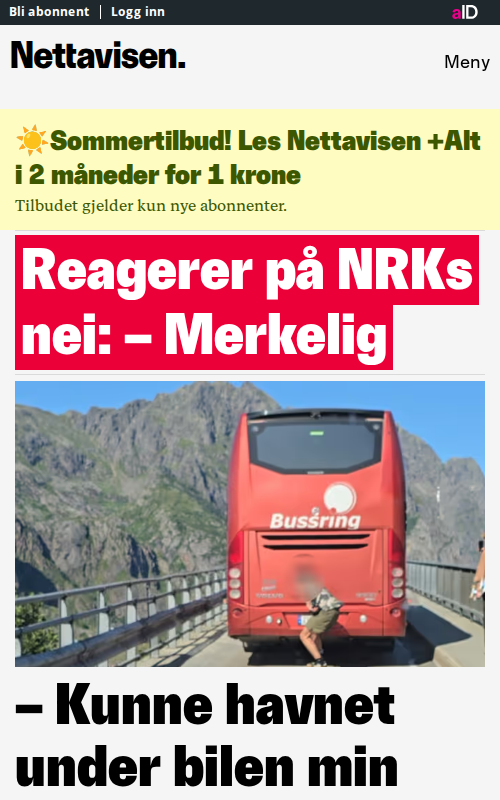 Bli abonnent | Logg inn
aID
Nettavisen.
Meny
☀️Sommertilbud! Les Nettavisen +Alt
i 2 måneder for 1 krone
Tilbudet gjelder kun nye abonnenter.
Reagerer på NRKs
nei: – Merkelig
Bussring
– Kunne havnet
under bilen min